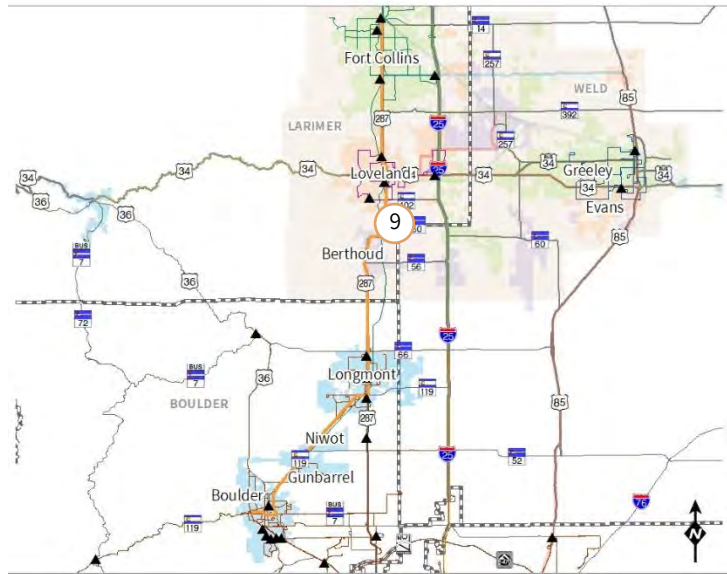 14
Fort Collins
257
WELD
85
287
392
LARIMER
25
257
34
34
34
Loveland
25
34
34
Greeley
34
36
34
Evans
402
36
9
60
85
BUS
7
36
Berthoud
60
56
287
72
25
66
36
Longmont
BUS
7
119
85
BOULDER
287
Niwot
119
25
52
Gunbarrel
Boulder
76
BUS
7
119
N